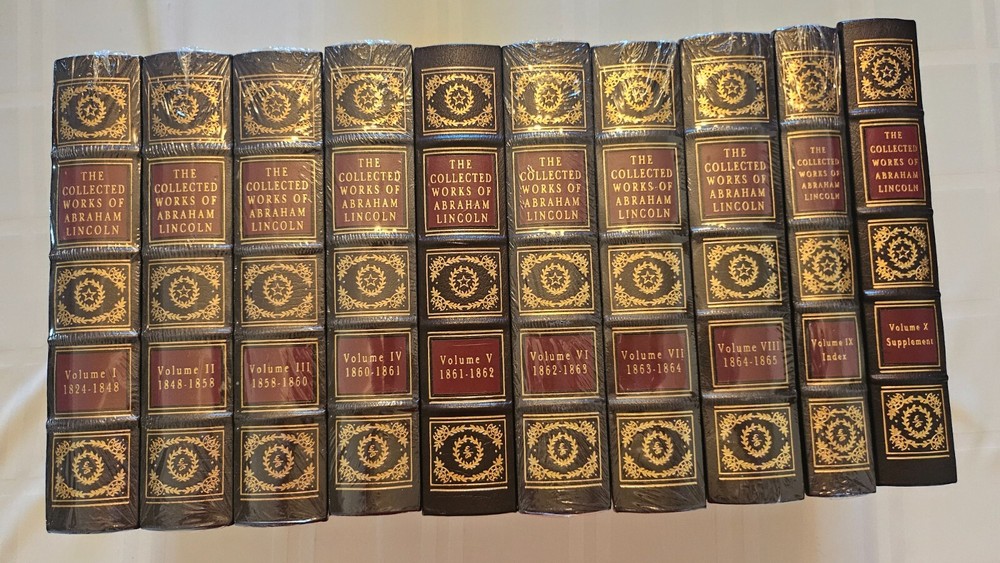 THE
COLLECTED
WORKS OF
ABRAHAM
LINCOLN
Volume I
1824-1848
THE
COLLECTED
WORKS OF
ABRAHAM
LINCOLN
Volume II
1848-1858
THE
COLLECTED
WORKS OF
ABRAHAM
LINCOLN
Volume III
1858-1860
THE
COLLECTED
WORKS OF
ABRAHAM
LINCOLN
Volume IV
1860-1861
THE
COLLECTED
WORKS OF
ABRAHAM
LINCOLN
Volume V
1861-1862
THE
COLLECTED
WORKS OF
ABRAHAM
LINCOLN
Volume VI
1862-1863
THE
COLLECTED
WORKS OF
ABRAHAM
LINCOLN
Volume VII
1863-1864
THE
COLLECTED
WORKS OF
ABRAHAM
LINCOLN
Volume VIII
1864-1865
THE
COLLECTED
WORKS OF
ABRAHAM
LINCOLN
Volume IX
Index
THE
COLLECTED
WORKS OF
ABRAHAM
LINCOLN
Volume X
Supplement